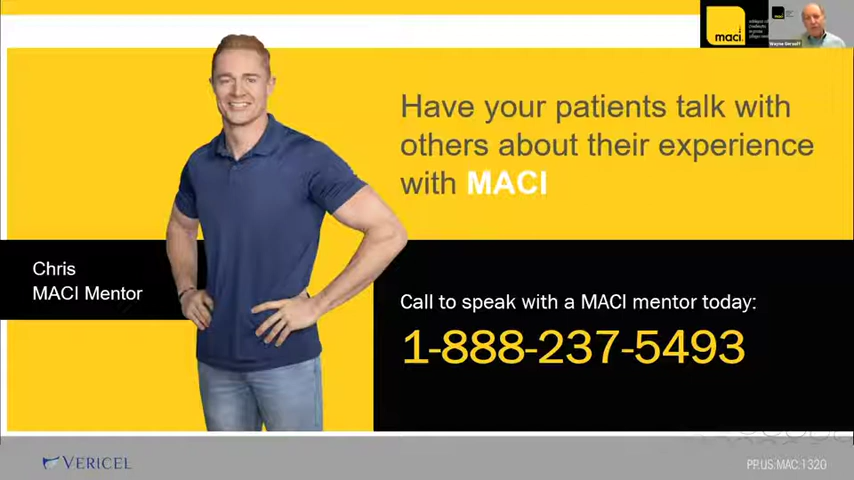 maci
Have your patients talk with
others about their experience
with MACI
Chris
MACI Mentor
Call to speak with a MACI mentor today:
1-888-237-5493
VERICEL
PP.US.MAC.1320